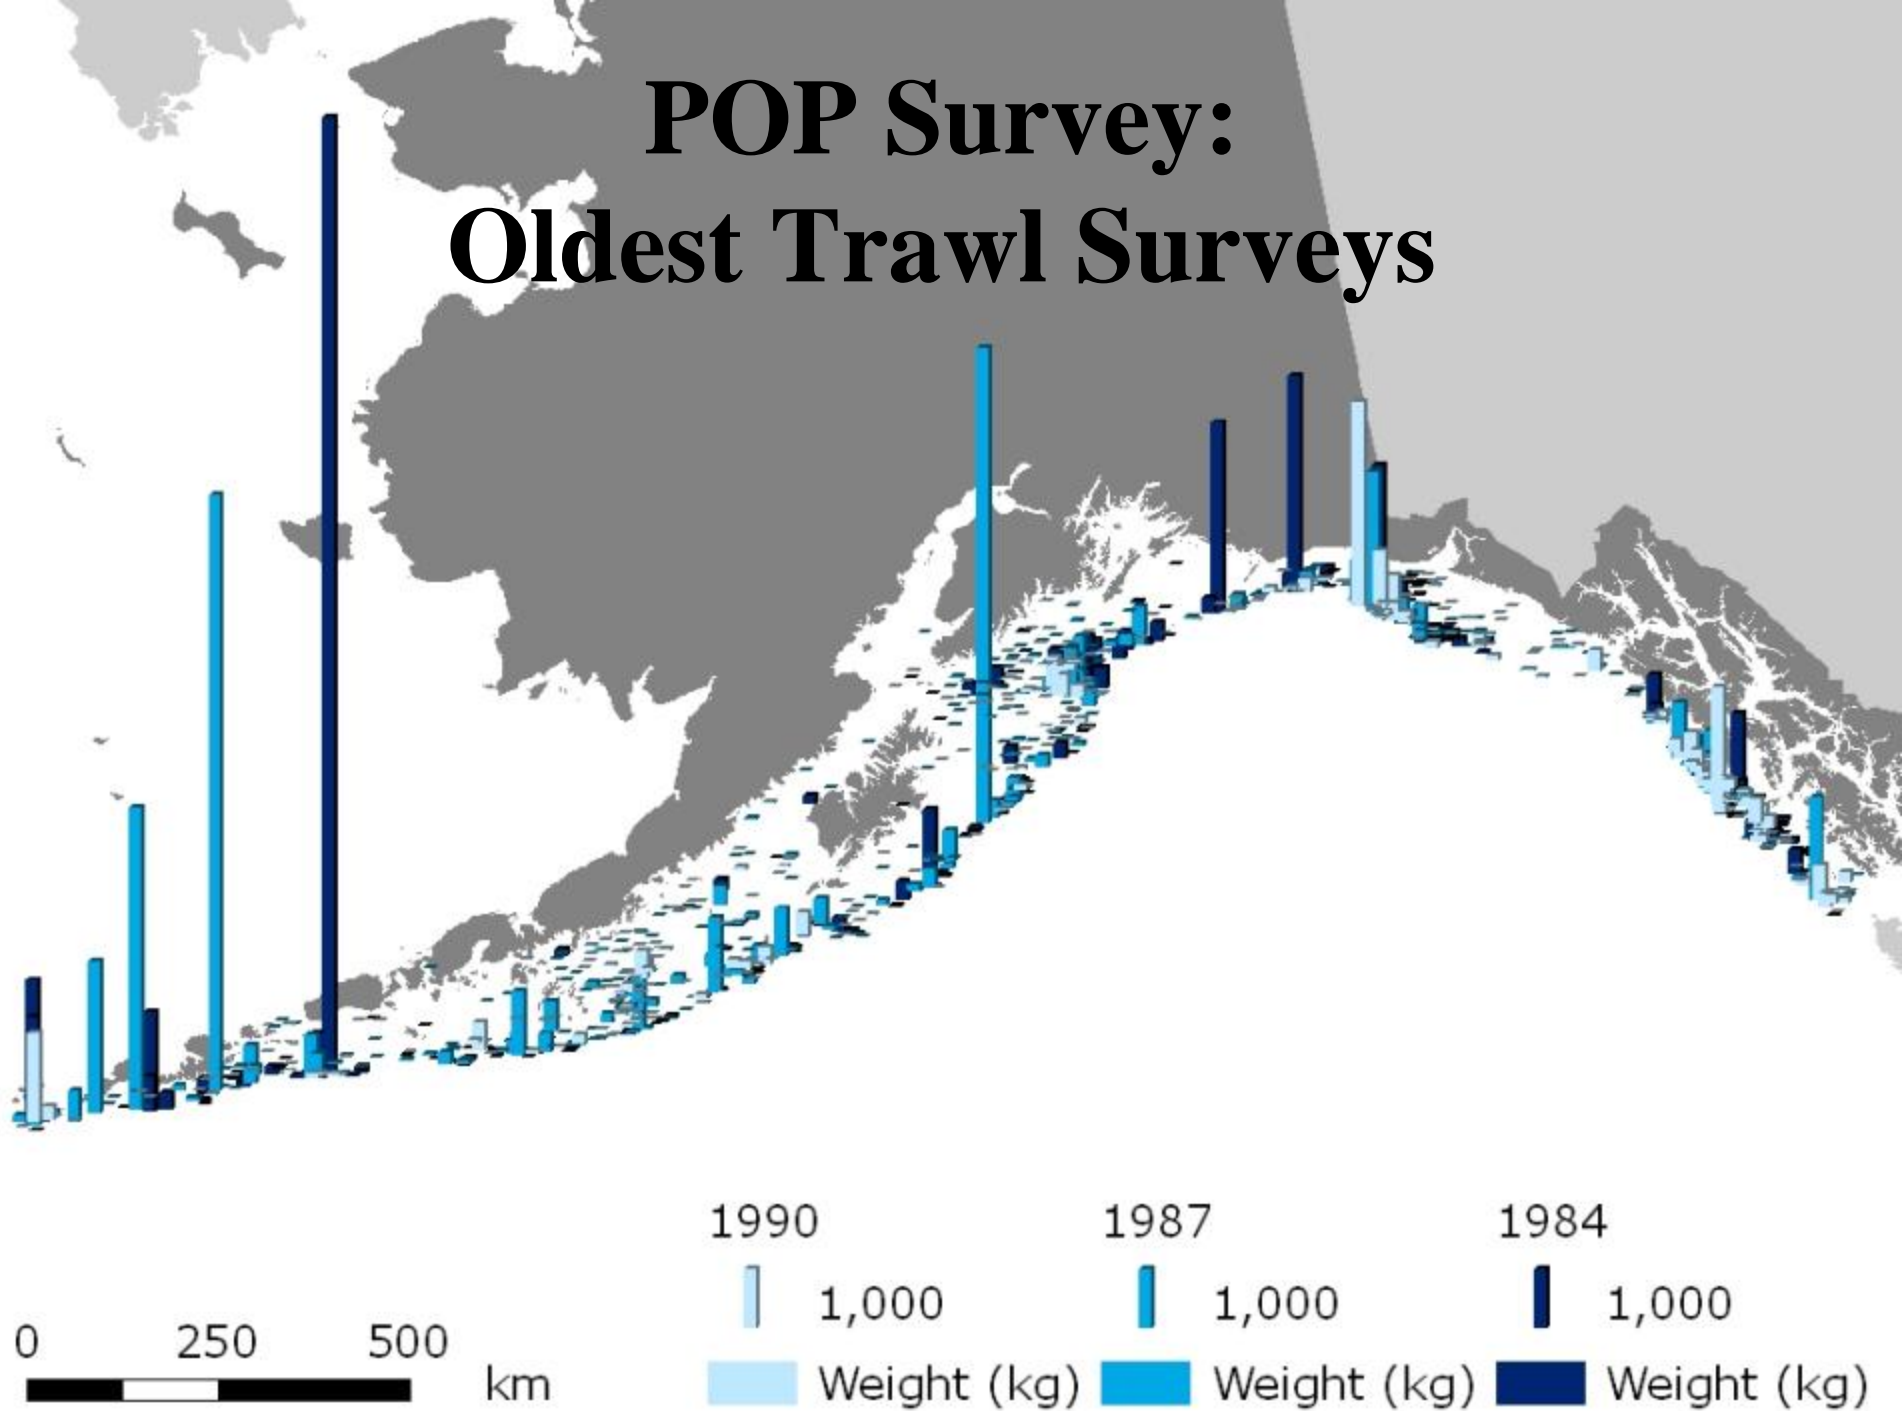 POP Survey:
Oldest Trawl Surveys
1990 1987 1984
1,000 1,000 1,000
0 250 500
km
Weight (kg) Weight (kg) Weight (kg)